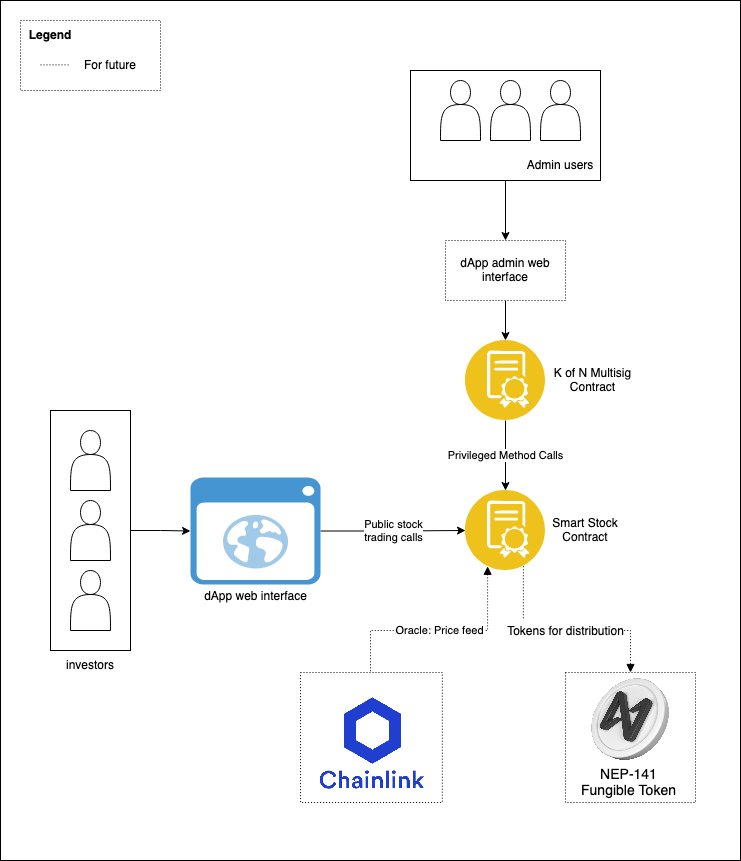 Legend
For future
Admin users
dApp admin web
interface
K of N Multisig
Contract
Privileged Method Calls
Public stock
trading calls
Smart Stock
Contract
dApp web interface
investors
Oracle: Price feed
Tokens for distribution
Chainlink
NEP-141
Fungible Token